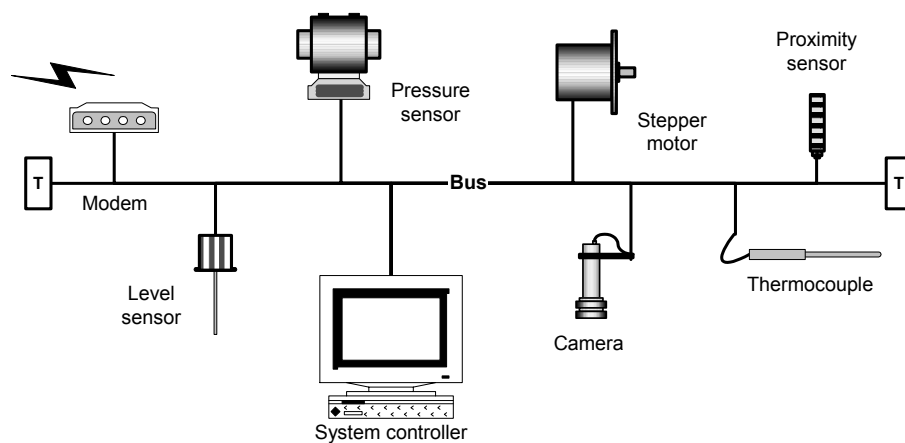 Proximity
sensor
Pressure
sensor
Stepper
motor
T
Modem
Bus
T
Level
sensor
Thermocouple
Camera
System controller